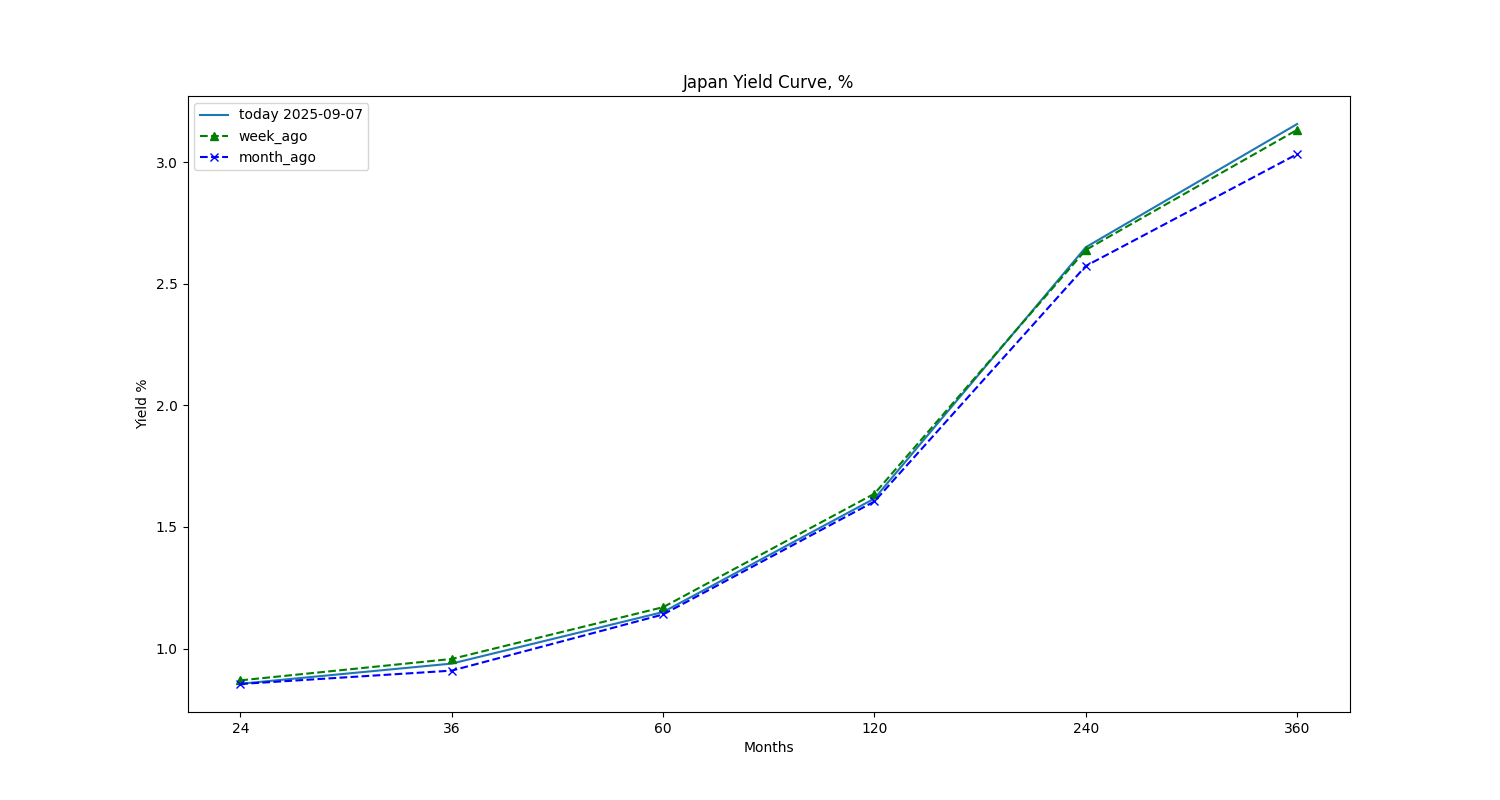 Japan Yield Curve, %
today 2025-09-07
week_ago
month_ago
3.0
2.5
2.0
1.5
1.0
Yield %
24 36 60 120 240 360
Months